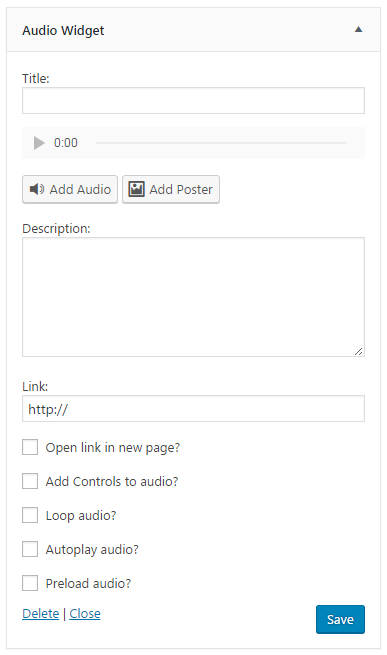 Audio Widget
Title:
0:00
Add Audio Add Poster
Description:
Link:
http://
Open link in new page?
Add Controls to audio?
Loop audio?
Autoplay audio?
Preload audio?
Delete | Close Save